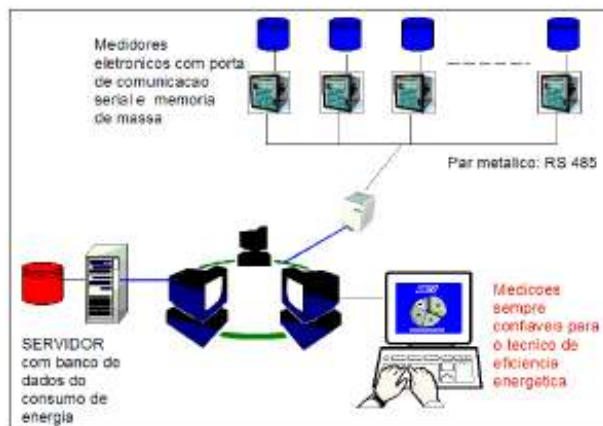 Medidores
eletronicos com porta
de comunicacao
serial e memoria
de massa
Par metalico: RS 485
SERVIDOR
com banco de
dados do
consumo de
energia
Medicoes
sempre
confiaveis para
o tecnico de
eficiencia
energetica